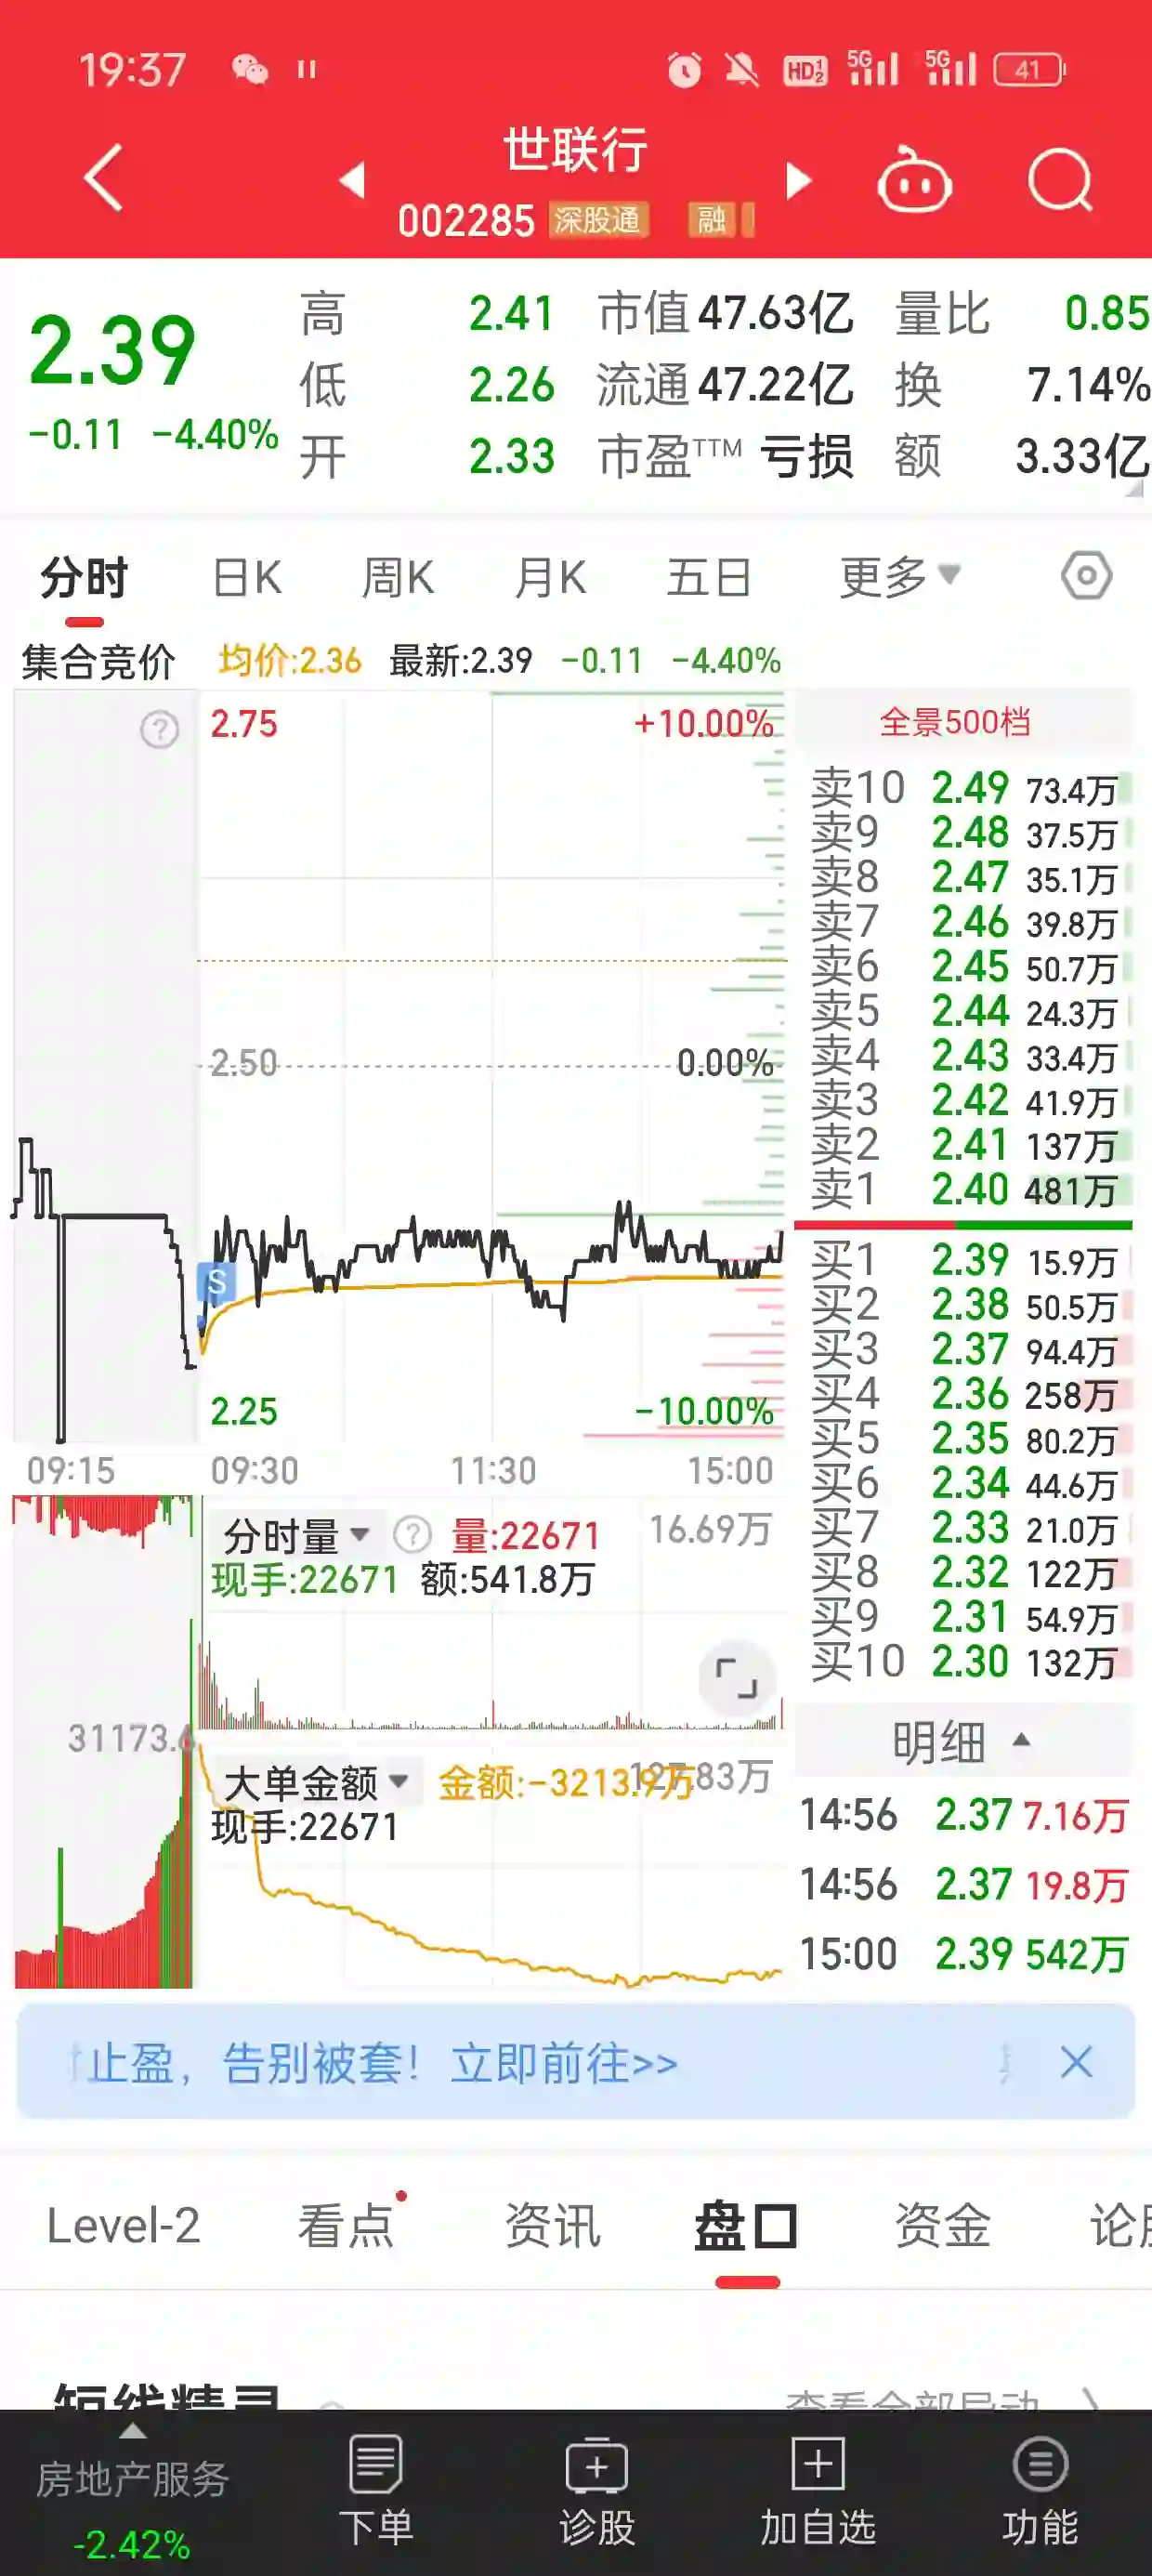 19:37
HD1 2 5G 5G 41
世联行
002285 深股通 融
2.39
-0.11 -4.40%
高 2.41 市值 47.63亿 量比 0.85
低 2.26 流通 47.22亿 换 7.14%
开 2.33 市盈TTM 亏损 额 3.33亿
分时 日K 周K 月K 五日 更多
集合竞价 均价:2.36 最新:2.39 -0.11 -4.40%
2.75 +10.00%
2.50 0.00%
S
2.25 -10.00%
09:15 09:30 11:30 15:00
全景500档
卖10 2.49 73.4万
卖9 2.48 37.5万
卖8 2.47 35.1万
卖7 2.46 39.8万
卖6 2.45 50.7万
卖5 2.44 24.3万
卖4 2.43 33.4万
卖3 2.42 41.9万
卖2 2.41 137万
卖1 2.40 481万
买1 2.39 15.9万
买2 2.38 50.5万
买3 2.37 94.4万
买4 2.36 258万
买5 2.35 80.2万
买6 2.34 44.6万
买7 2.33 21.0万
买8 2.32 122万
买9 2.31 54.9万
买10 2.30 132万
分时量 ? 量:22671 16.69万
现手:22671 额:541.8万
31173.6
大单金额 金额:-3213.9万
现手:22671
明细
14:56 2.37 7.16万
14:56 2.37 19.8万
15:00 2.39 542万
止盈，告别被套！立即前往>>
Level-2 看点 资讯 盘口 资金 论股
短线精灵 查看全部异动
房地产服务
-2.42%
下单 诊股 加自选 功能